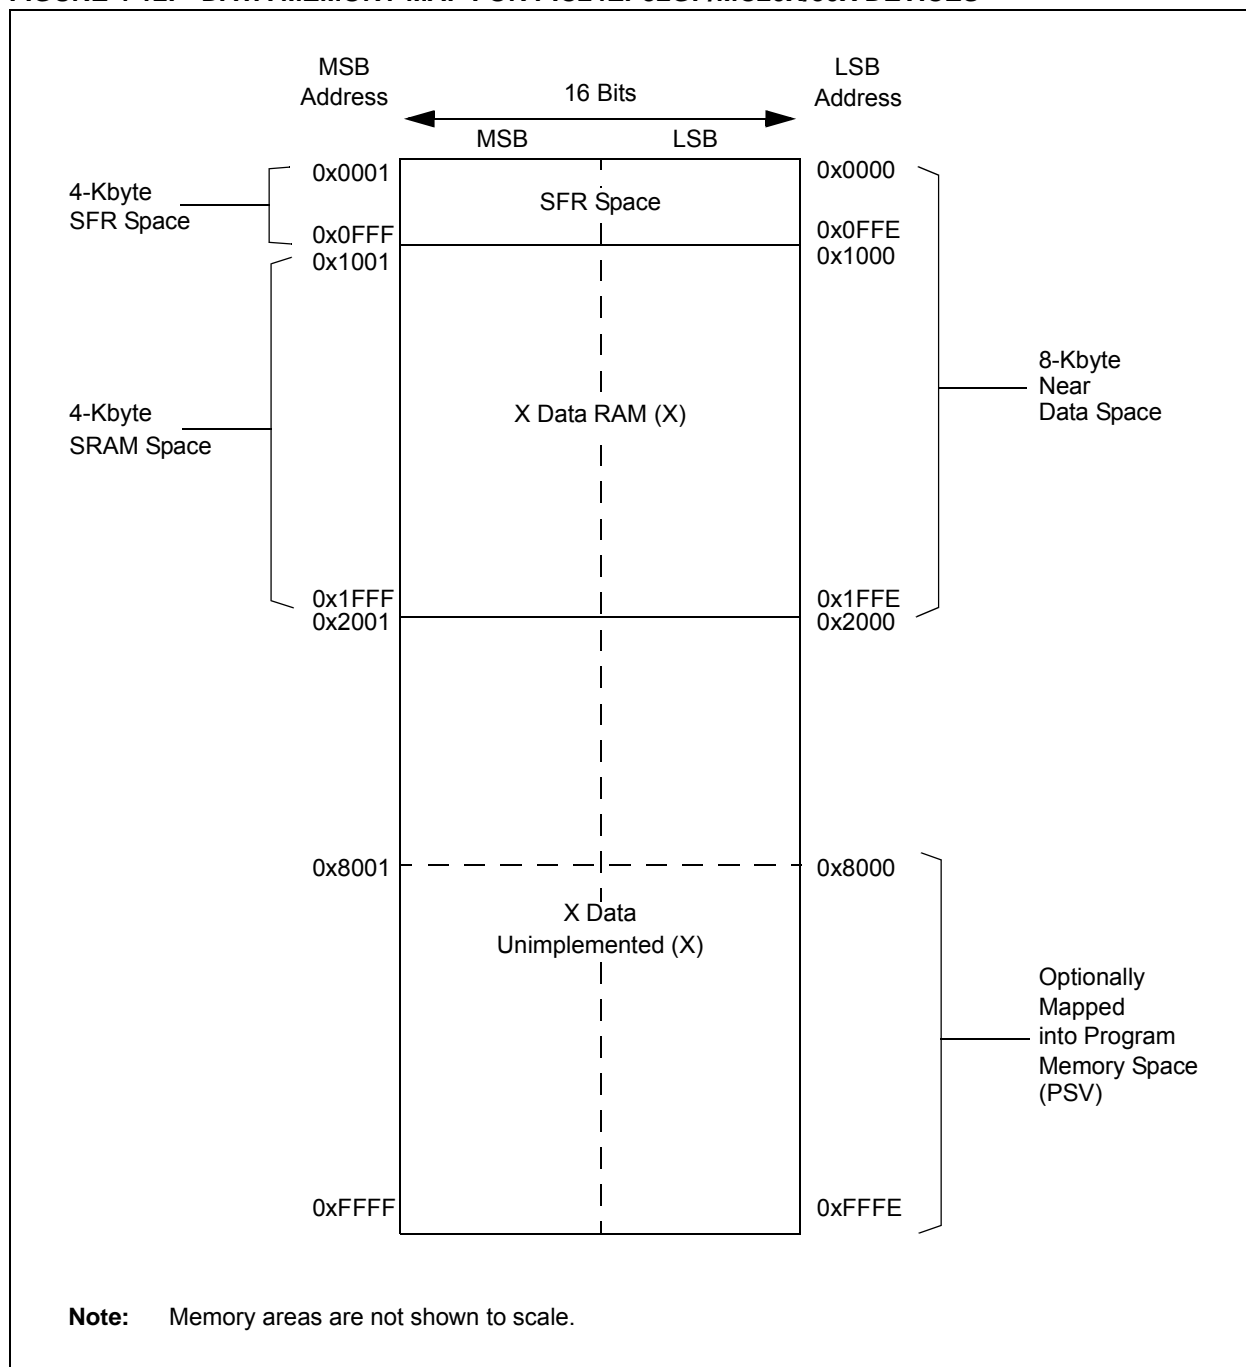 MSB
Address
LSB
Address
16 Bits
MSB
LSB
0x0001
0x0000
4-Kbyte
SFR Space
SFR Space
0x0FFF
0x0FFE
0x1001
0x1000
4-Kbyte
SRAM Space
X Data RAM (X)
8-Kbyte
Near
Data Space
0x1FFF
0x1FFE
0x2001
0x2000
0x8001
0x8000
X Data
Unimplemented (X)
Optionally
Mapped
into Program
Memory Space
(PSV)
0xFFFF
0xFFFE
Note: Memory areas are not shown to scale.